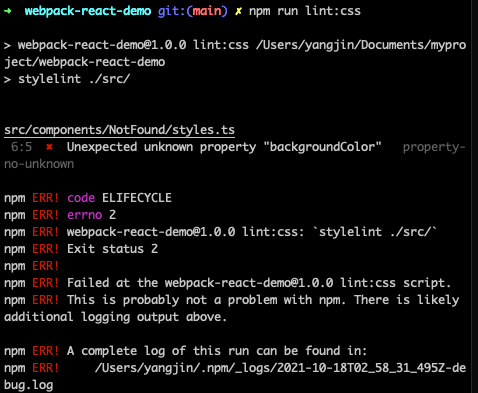 ➜  webpack-react-demo git:(main) ✗ npm run lint:css
> webpack-react-demo@1.0.0 lint:css /Users/yangjin/Documents/mypro
ject/webpack-react-demo
> stylelint ./src/
src/components/NotFound/styles.ts
 6:5  ✖  Unexpected unknown property "backgroundColor"   property-
no-unknown
npm ERR! code ELIFECYCLE
npm ERR! errno 2
npm ERR! webpack-react-demo@1.0.0 lint:css: `stylelint ./src/`
npm ERR! Exit status 2
npm ERR!
npm ERR! Failed at the webpack-react-demo@1.0.0 lint:css script.
npm ERR! This is probably not a problem with npm. There is likely
additional logging output above.
npm ERR! A complete log of this run can be found in:
npm ERR!     /Users/yangjin/.npm/_logs/2021-10-18T02_58_31_495Z-de
bug.log